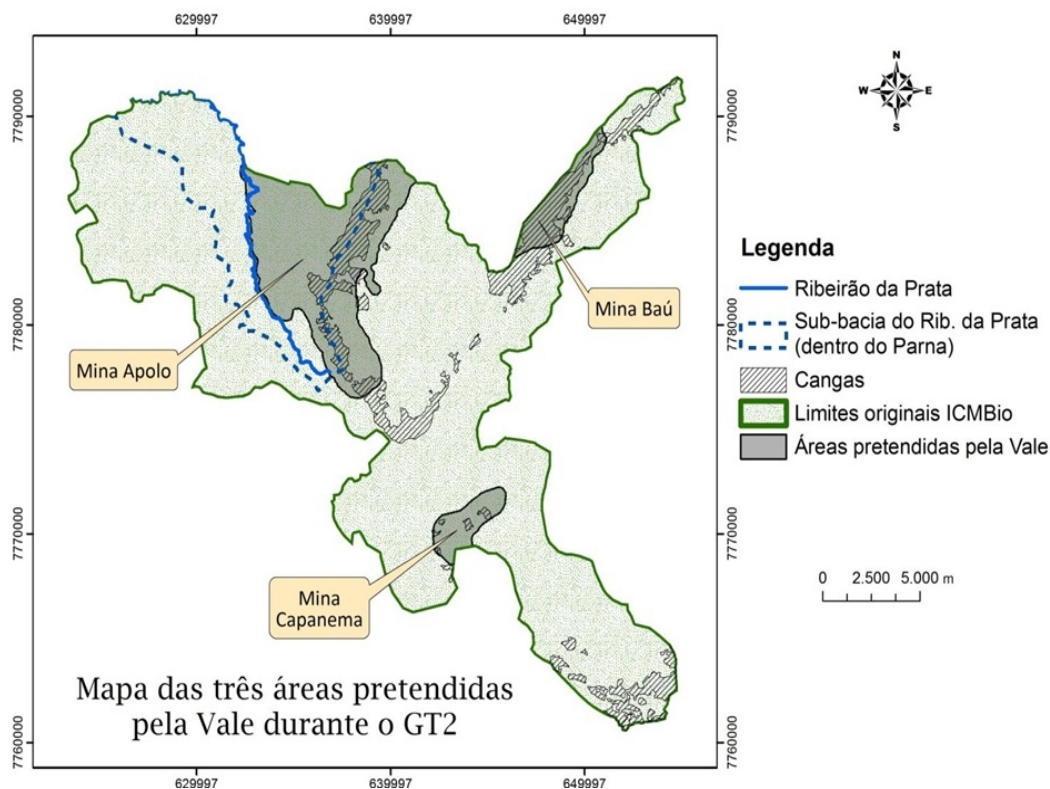 629997
639997
649997
7790000
7790000
7780000
7780000
7770000
7770000
7760000
7760000
N
W
E
S
Mina Baú
Mina Apolo
Mina
Capanema
Mapa das três áreas pretendidas
pela Vale durante o GT2
629997
639997
649997
Legenda
Ribeirão da Prata
Sub-bacia do Rib. da Prata
(dentro do Parna)
Cangas
Limites originais ICMBio
Áreas pretendidas pela Vale
0 2.500 5.000 m